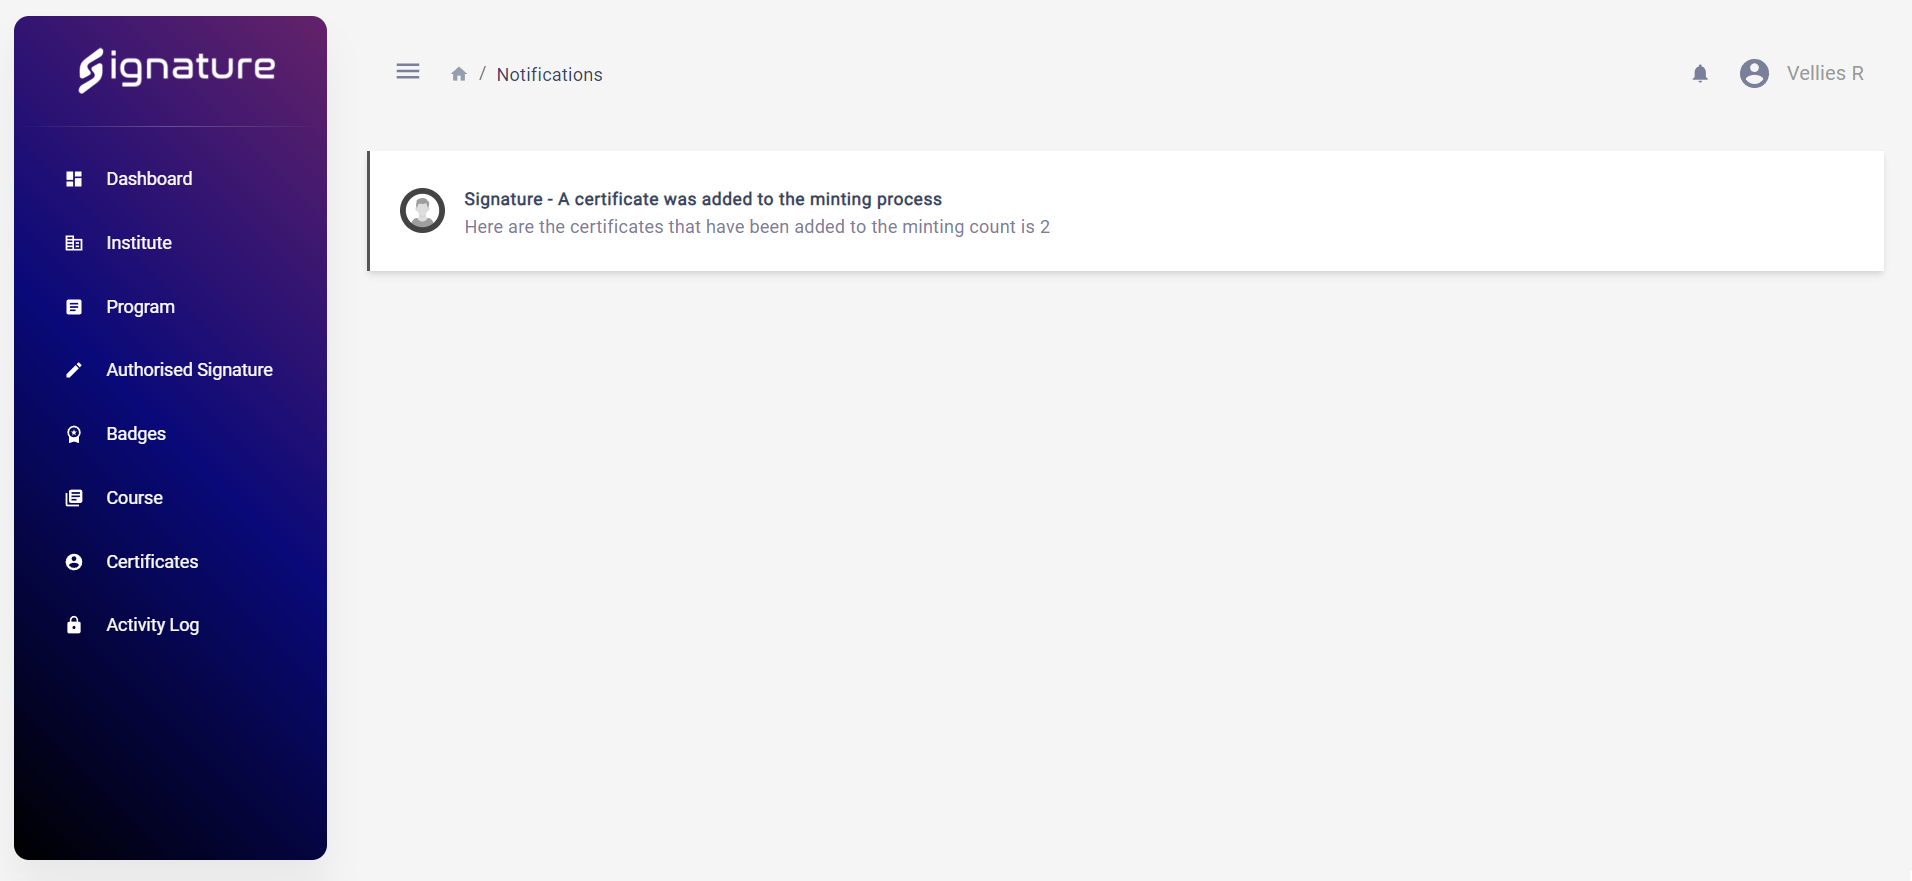 Signature
Dashboard
Institute
Program
Authorised Signature
Badges
Course
Certificates
Activity Log
/ Notifications
Vellies R
Signature - A certificate was added to the minting process
Here are the certificates that have been added to the minting count is 2